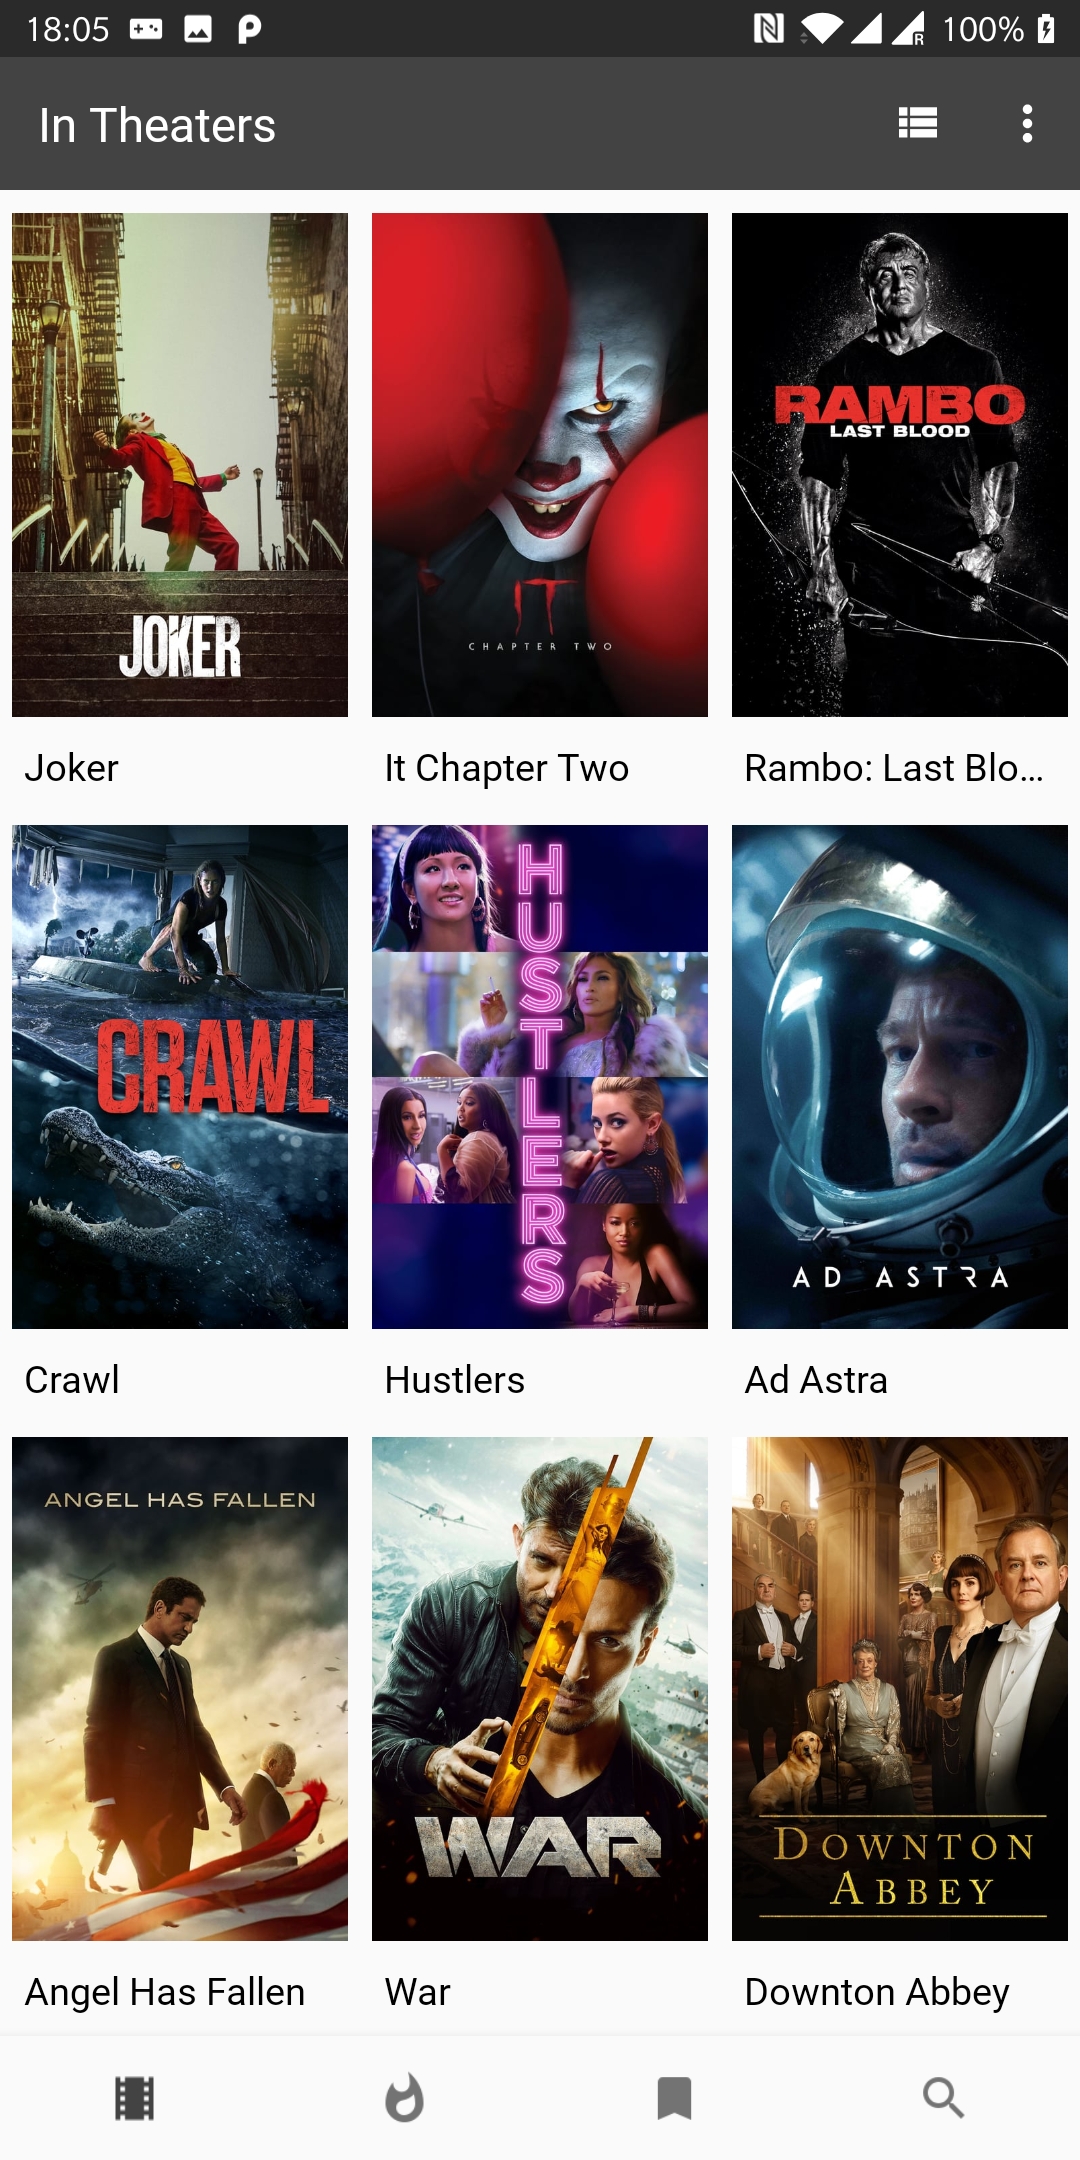 18:05
100%
R
In Theaters
JOKER
IT
CHAPTER TWO
RAMBO
LAST BLOOD
Joker
It Chapter Two
Rambo: Last Blo...
CRAWL
HUSTLERS
AD ASTRA
Crawl
Hustlers
Ad Astra
ANGEL HAS FALLEN
WAR
DOWNTON
ABBEY
Angel Has Fallen
War
Downton Abbey